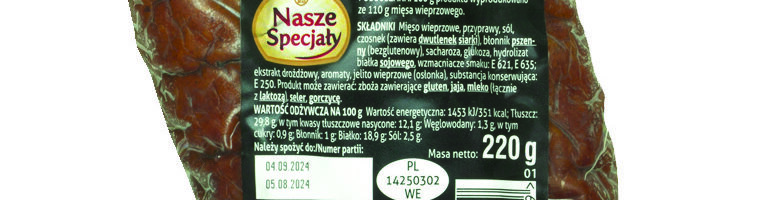 Nasze
Specjały
ze 110 g mięsa wieprzowego.
SKŁADNIKI Mięso wieprzowe, przyprawy, sól,
czosnek (zawiera dwutlenek siarki), błonnik pszen-
ny (bezglutenowy), sacharoza, glukoza, hydrolizat
białka sojowego, wzmacniacze smaku: E 621, E 635;
ekstrakt drożdżowy, aromaty, jelito wieprzowe (osłonka), substancja konserwująca:
E 250. Produkt może zawierać: zboża zawierające gluten, jaja, mleko (łącznie
z laktozą), seler, gorczycę.
WARTOŚĆ ODŻYWCZA NA 100 g Wartość energetyczna: 1453 kJ/351 kcal; Tłuszcz:
29,8 g, w tym kwasy tłuszczowe nasycone: 12,1 g; Węglowodany: 1,3 g, w tym
cukry: 0,9 g; Błonnik: 1 g; Białko: 18,9 g; Sól: 2,5 g.
Należy spożyć do:/Numer partii:
Masa netto: 220 g
04.09.2024
05.08.2024
PL
14250302
WE
01